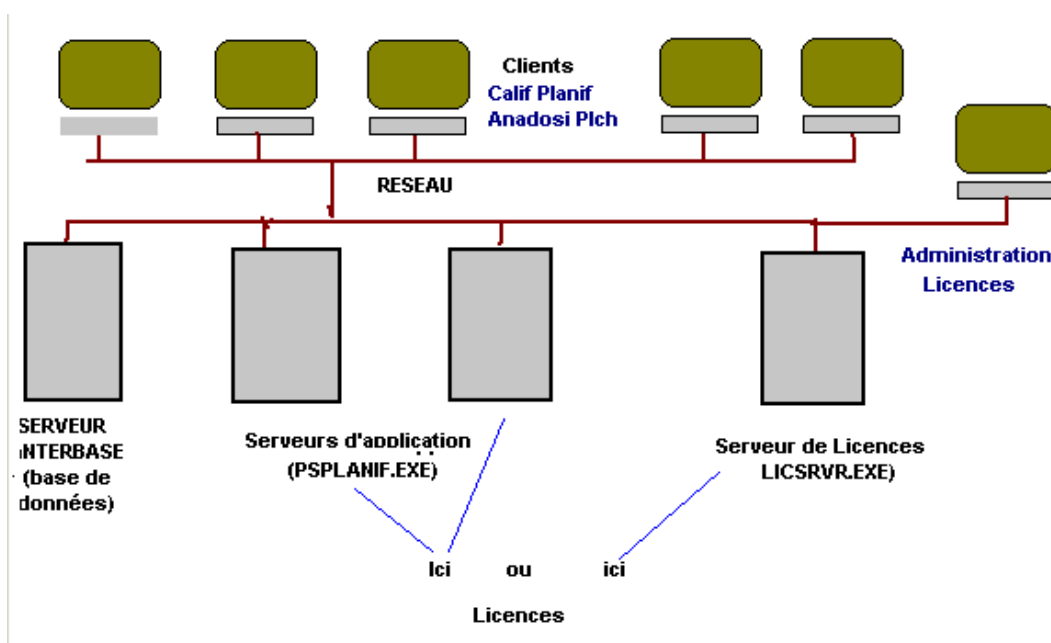 Clients
Calif Planif
Anadosi Plch
RESEAU
Administration
Licences
SERVEUR
INTERBASE
(base de
données)
Serveurs d'application
(PSPLANIF.EXE)
Serveur de Licences
LICSRVR.EXE)
Ici ou ici
Licences